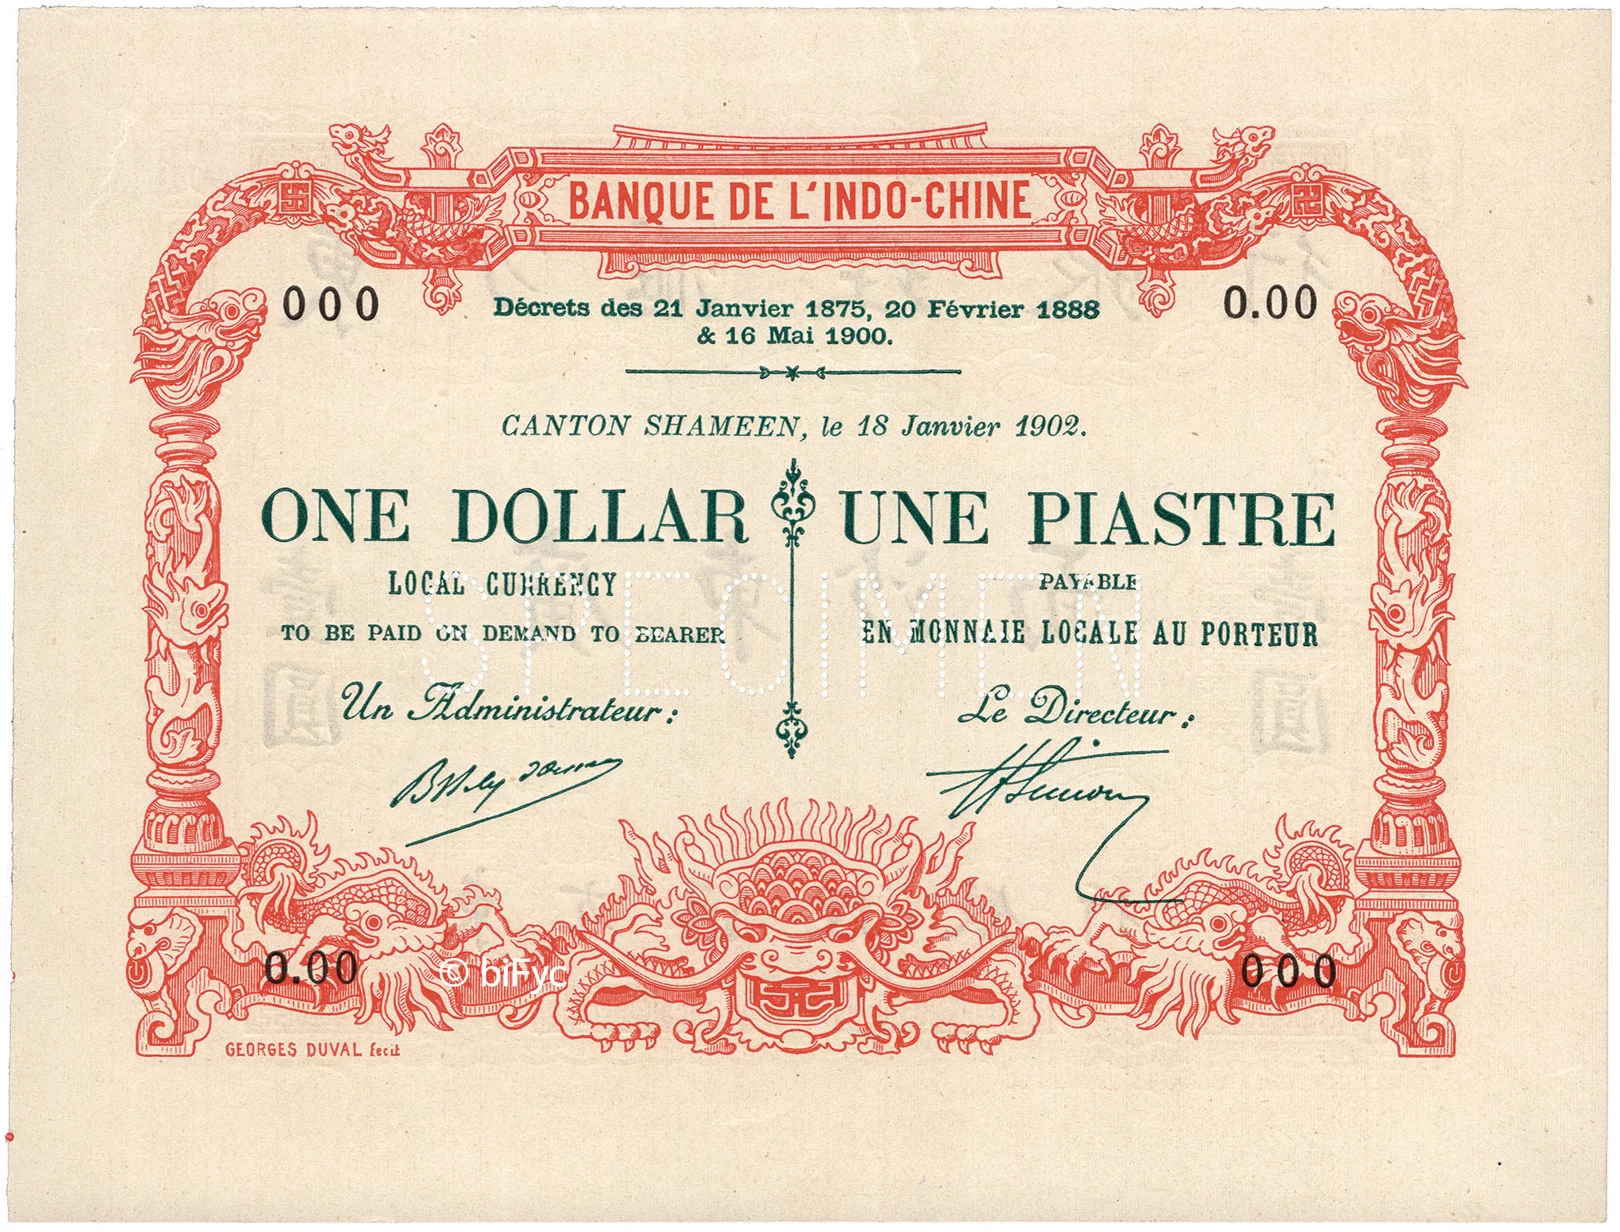 BANQUE DE L'INDO-CHINE
000 0.00
Décrets des 21 Janvier 1875, 20 Février 1888
& 16 Mai 1900.
CANTON SHAMEEN, le 18 Janvier 1902.
ONE DOLLAR UNE PIASTRE
LOCAL CURRENCY PAYABLE
TO BE PAID ON DEMAND TO BEARER EN MONNAIE LOCALE AU PORTEUR
SPECIMEN
Un Administrateur: Le Directeur:
0.00 © biFyc 000
GEORGES DUVAL fecit